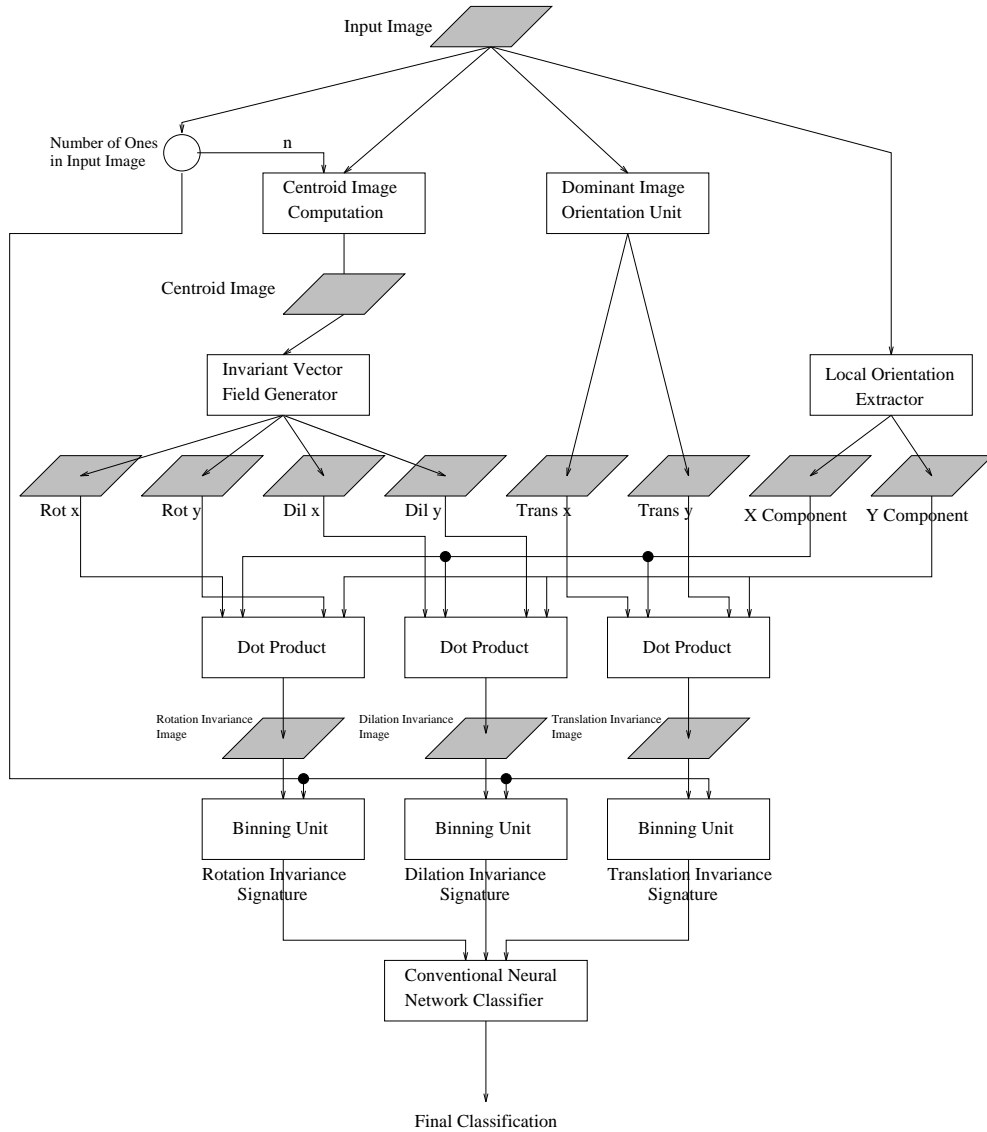 Input Image
Number of Ones
in Input Image
n
Centroid Image
Computation
Dominant Image
Orientation Unit
Centroid Image
Invariant Vector
Field Generator
Local Orientation
Extractor
Rot x
Rot y
Dil x
Dil y
Trans x
Trans y
X Component
Y Component
Dot Product
Dot Product
Dot Product
Rotation Invariance
Image
Dilation Invariance
Image
Translation Invariance
Image
Binning Unit
Binning Unit
Binning Unit
Rotation Invariance
Signature
Dilation Invariance
Signature
Translation Invariance
Signature
Conventional Neural
Network Classifier
Final Classification